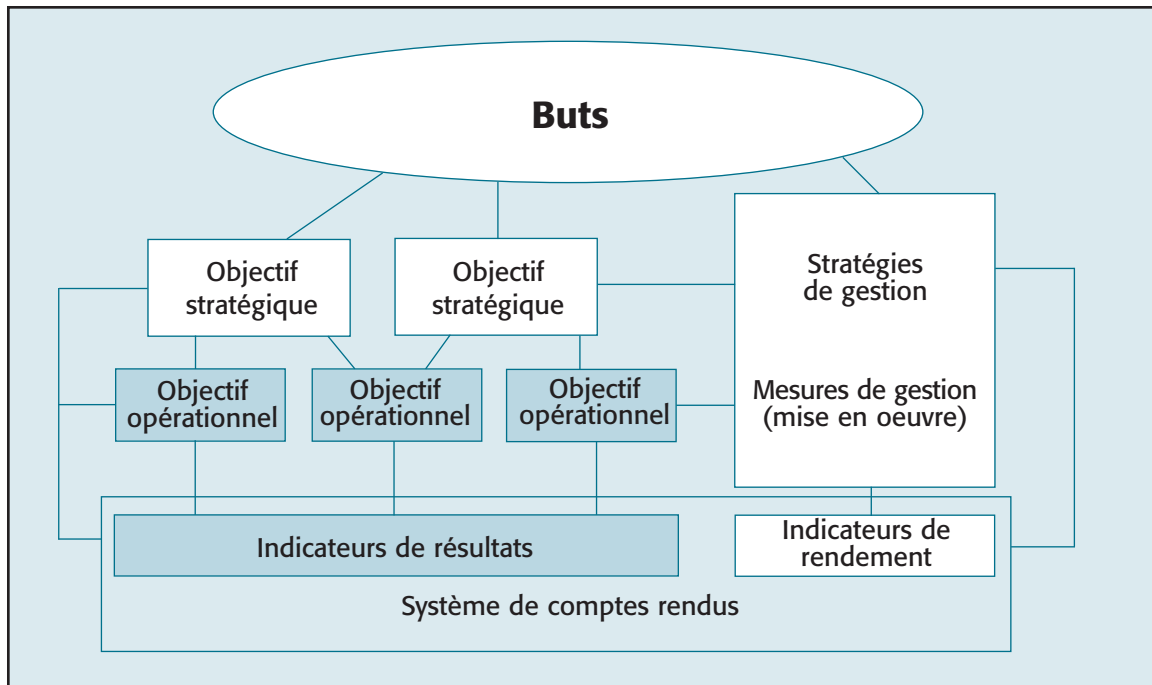 Buts
Objectif
stratégique
Objectif
stratégique
Stratégies
de gestion
Objectif
opérationnel
Objectif
opérationnel
Objectif
opérationnel
Mesures de gestion
(mise en oeuvre)
Indicateurs de résultats
Indicateurs de
rendement
Système de comptes rendus